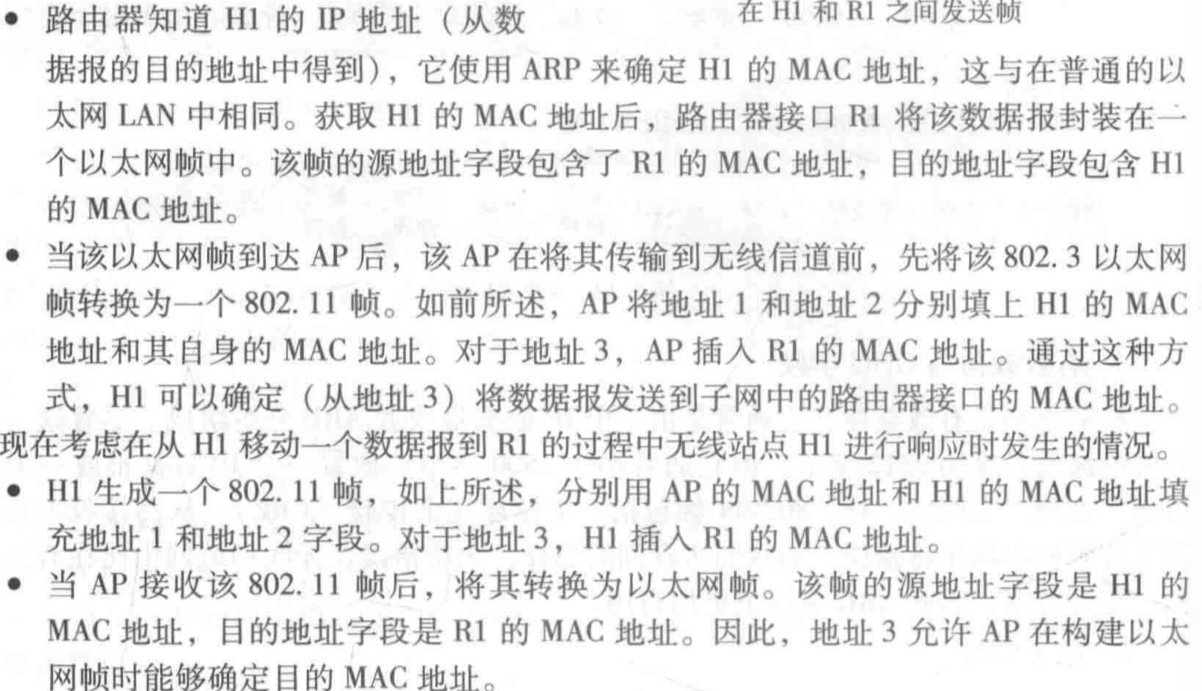 在 H1 和 R1 之间发送帧
• 路由器知道 H1 的 IP 地址（从数
据报的目的地址中得到），它使用 ARP 来确定 H1 的 MAC 地址，这与在普通的以
太网 LAN 中相同。获取 H1 的 MAC 地址后，路由器接口 R1 将该数据报封装在一
个以太网帧中。该帧的源地址字段包含了 R1 的 MAC 地址，目的地址字段包含 H1
的 MAC 地址。
• 当该以太网帧到达 AP 后，该 AP 在将其传输到无线信道前，先将该 802.3 以太网
帧转换为一个 802.11 帧。如前所述，AP 将地址 1 和地址 2 分别填上 H1 的 MAC
地址和其自身的 MAC 地址。对于地址 3，AP 插入 R1 的 MAC 地址。通过这种方
式，H1 可以确定（从地址 3）将数据报发送到子网中的路由器接口的 MAC 地址。
现在考虑在从 H1 移动一个数据报到 R1 的过程中无线站点 H1 进行响应时发生的情况。
• H1 生成一个 802.11 帧，如上所述，分别用 AP 的 MAC 地址和 H1 的 MAC 地址填
充地址 1 和地址 2 字段。对于地址 3，H1 插入 R1 的 MAC 地址。
• 当 AP 接收该 802.11 帧后，将其转换为以太网帧。该帧的源地址字段是 H1 的
MAC 地址，目的地址字段是 R1 的 MAC 地址。因此，地址 3 允许 AP 在构建以太
网帧时能够确定目的 MAC 地址。